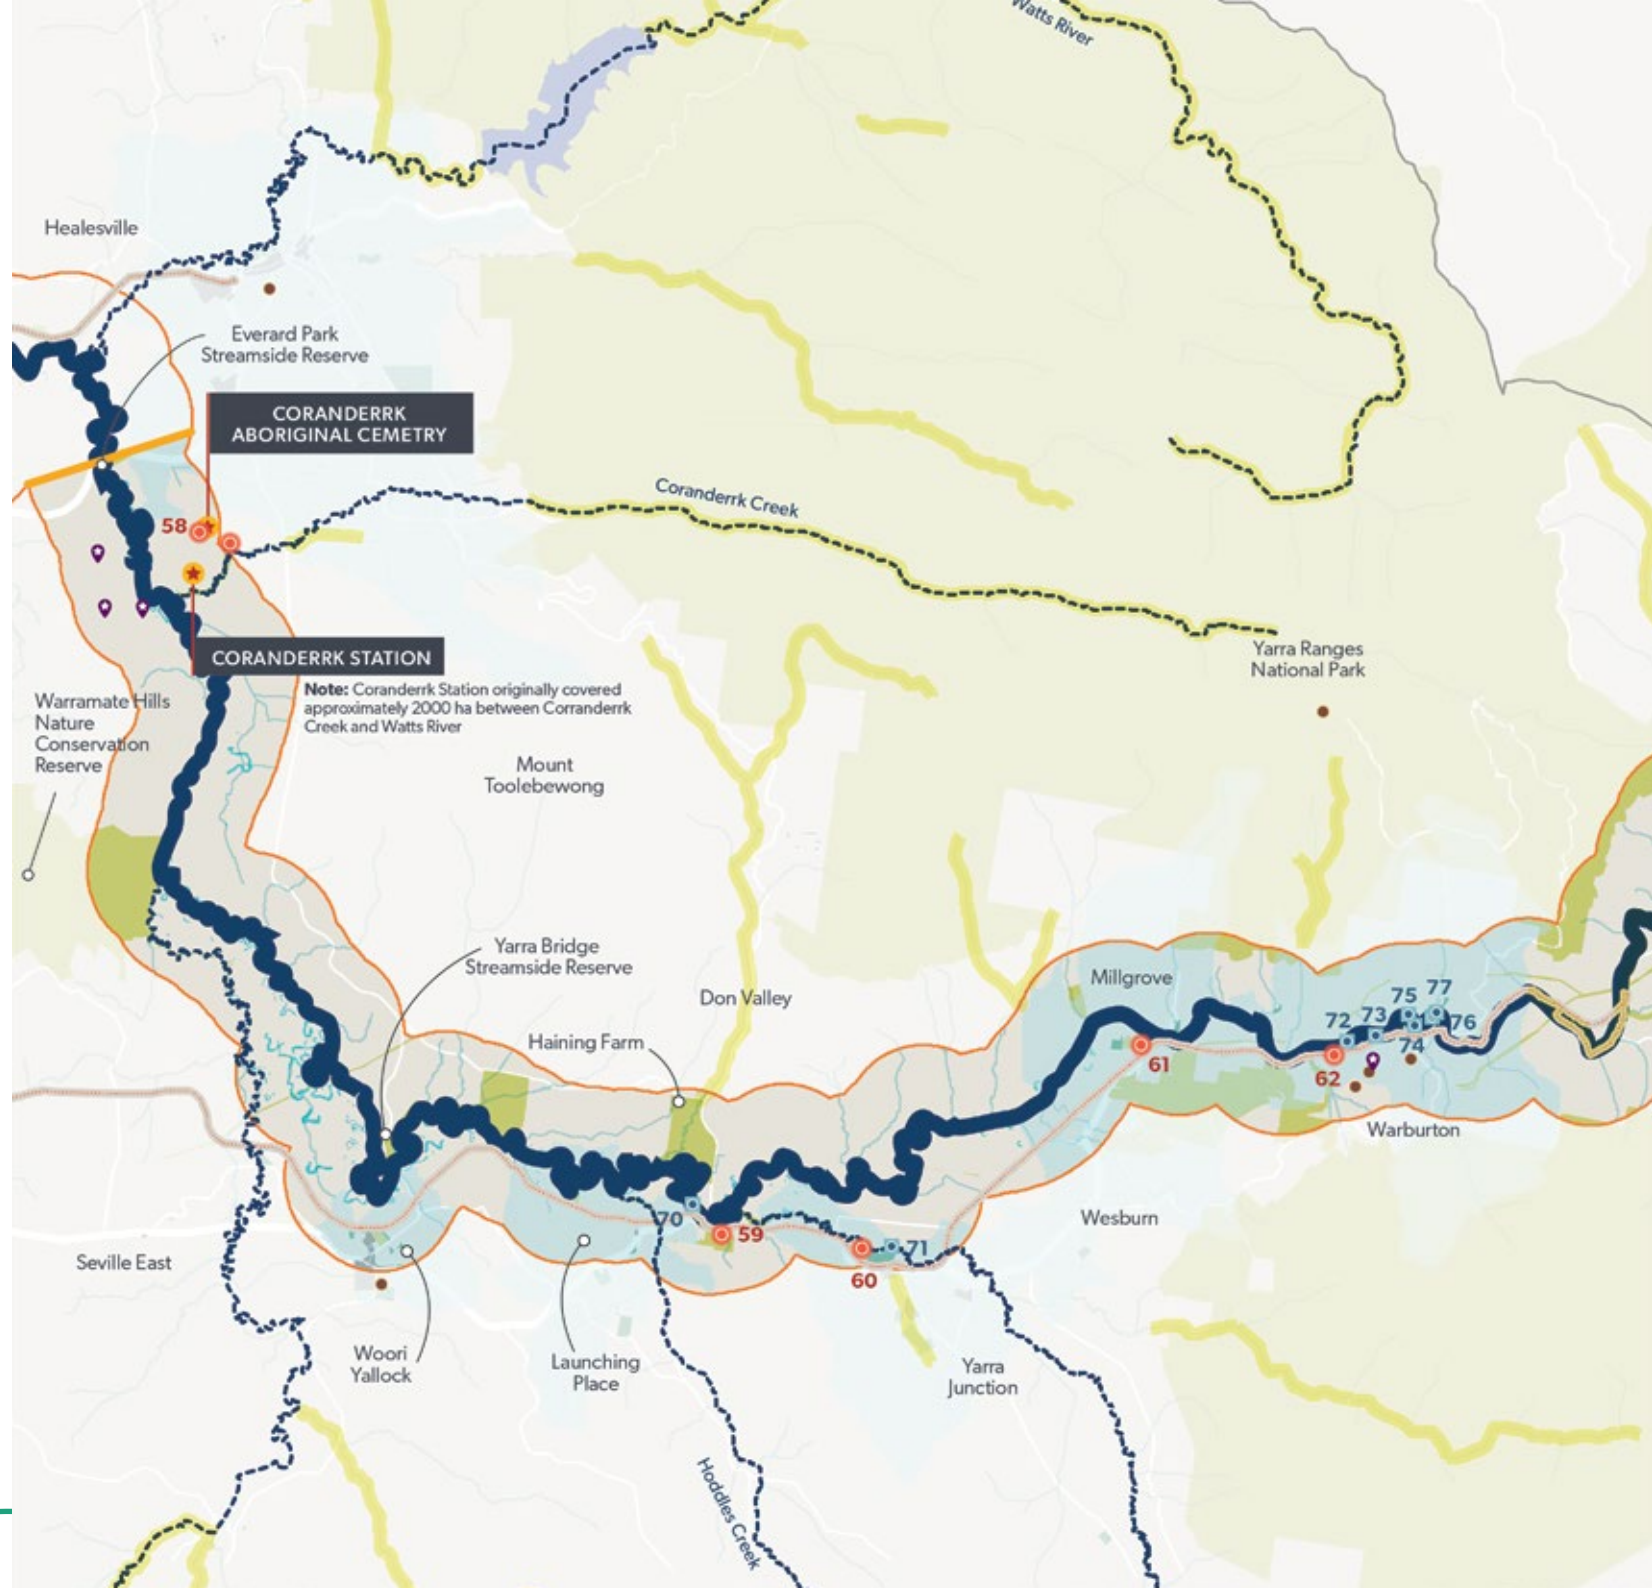 Watts River
Healesville
Everard Park
Streamside Reserve
CORANDERRK
ABORIGINAL CEMETRY
Coranderrk Creek
58
CORANDERRK STATION
Note: Coranderrk Station originally covered
approximately 2000 ha between Corranderrk
Creek and Watts River
Yarra Ranges
National Park
Warramate Hills
Nature
Conservation
Reserve
Mount
Toolebewong
Yarra Bridge
Streamside Reserve
Don Valley
Millgrove
Haining Farm
72
73
75
77
76
74
61
62
Warburton
70
59
71
60
Wesburn
Seville East
Woori
Yallock
Launching
Place
Yarra
Junction
Hoddles Creek